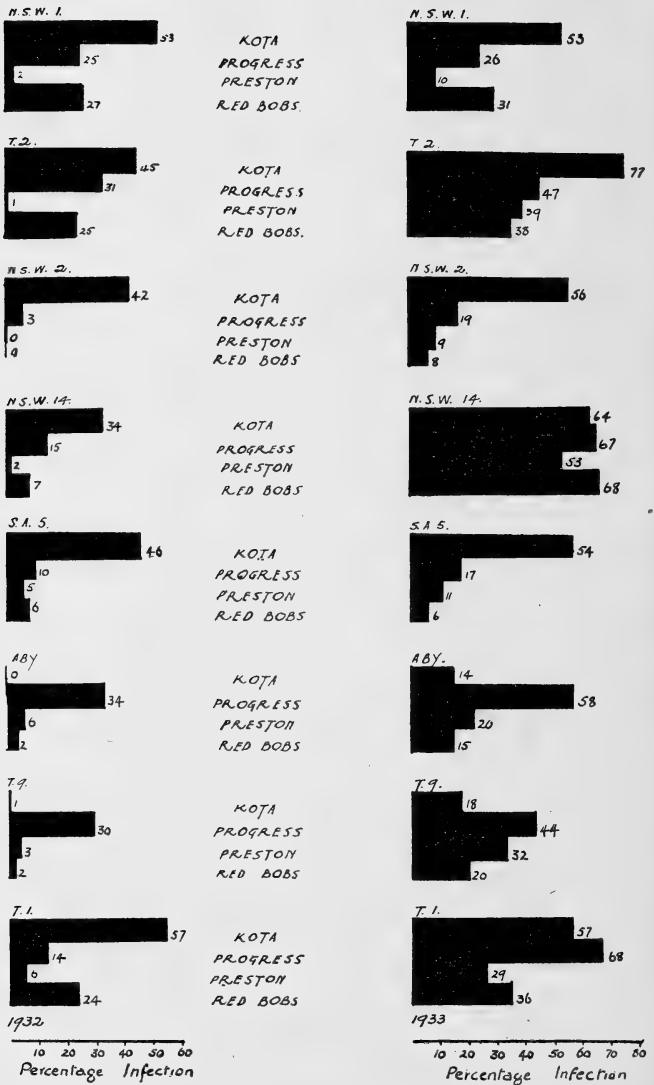 N.S.W. 1. N.S.W. 1.
53 KOTA 53
25 PROGRESS 26
2 PRESTON 10
27 RED BOBS. 31
T. 2. T. 2.
45 KOTA 77
31 PROGRESS 47
1 PRESTON 39
25 RED BOBS. 38
N.S.W. 2. N.S.W. 2.
42 KOTA 56
3 PROGRESS 19
0 PRESTON 9
RED BOBS 8
N.S.W. 14. N.S.W. 14.
34 KOTA 64
15 PROGRESS 67
2 PRESTON 53
7 RED BOBS 68
S.A. 5. S.A 5.
46 KOTA 54
10 PROGRESS 17
5 PRESTON 11
6 RED BOBS 6
ABY ABY.
0 KOTA 14
34 PROGRESS 58
6 PRESTON 20
2 RED BOBS 15
T. 9. T. 9.
1 KOTA 18
30 PROGRESS 44
3 PRESTON 32
2 RED BOBS 20
T. 1. T. 1.
57 KOTA 57
14 PROGRESS 68
6 PRESTON 29
24 RED BOBS 36
1932 1933
10 20 30 40 50 60 10 20 30 40 50 60 70 80
Percentage Infection Percentage Infection